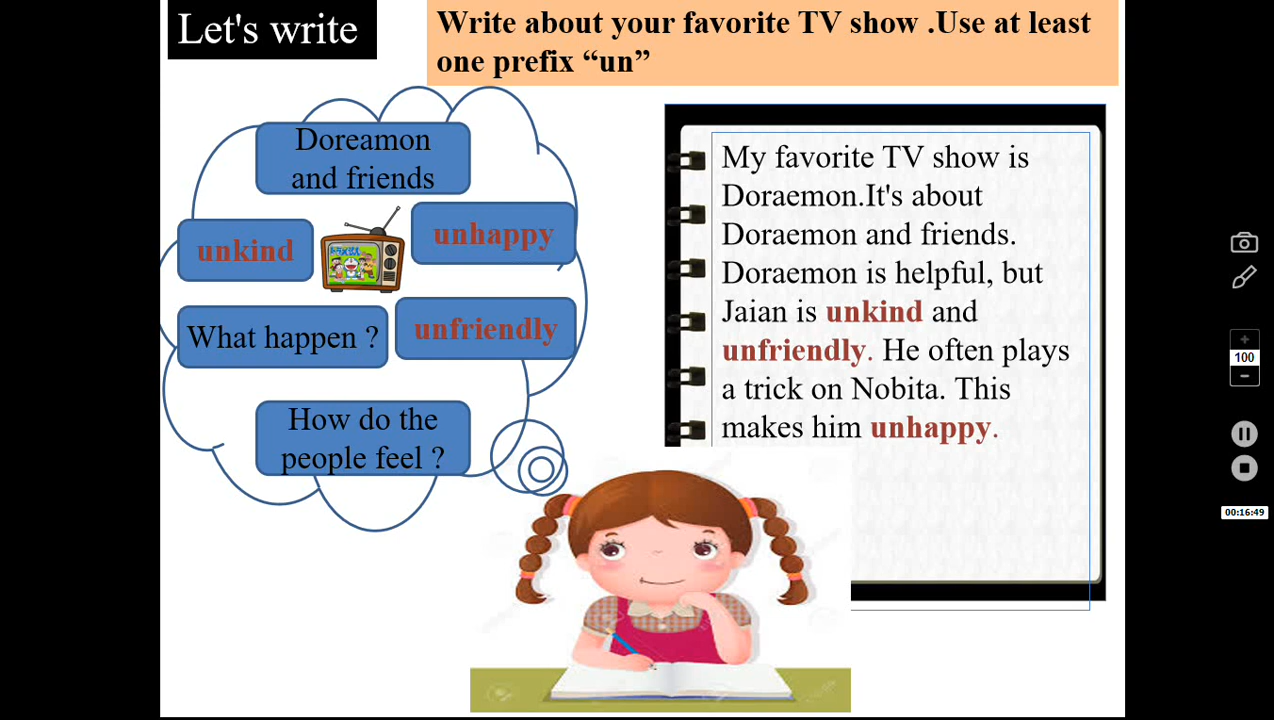 Let's write
Write about your favorite TV show .Use at least
one prefix “un”
Doreamon
and friends
unkind
unhappy
What happen ?
unfriendly
How do the
people feel ?
My favorite TV show is
Doraemon.It's about
Doraemon and friends.
Doraemon is helpful, but
Jaian is unkind and
unfriendly. He often plays
a trick on Nobita. This
makes him unhappy.
100
00:16:49